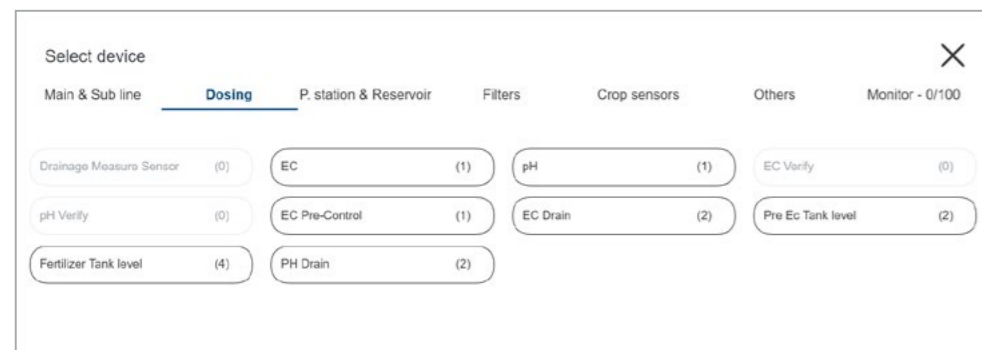 Select device
Main & Sub line Dosing P. station & Reservoir Filters Crop sensors Others Monitor - 0/100
Drainage Measure Sensor (0) EC (1) pH (1) EC Verify (0)
pH Verify (0) EC Pre-Control (1) EC Drain (2) Pre Ec Tank level (2)
Fertilizer Tank level (4) PH Drain (2)